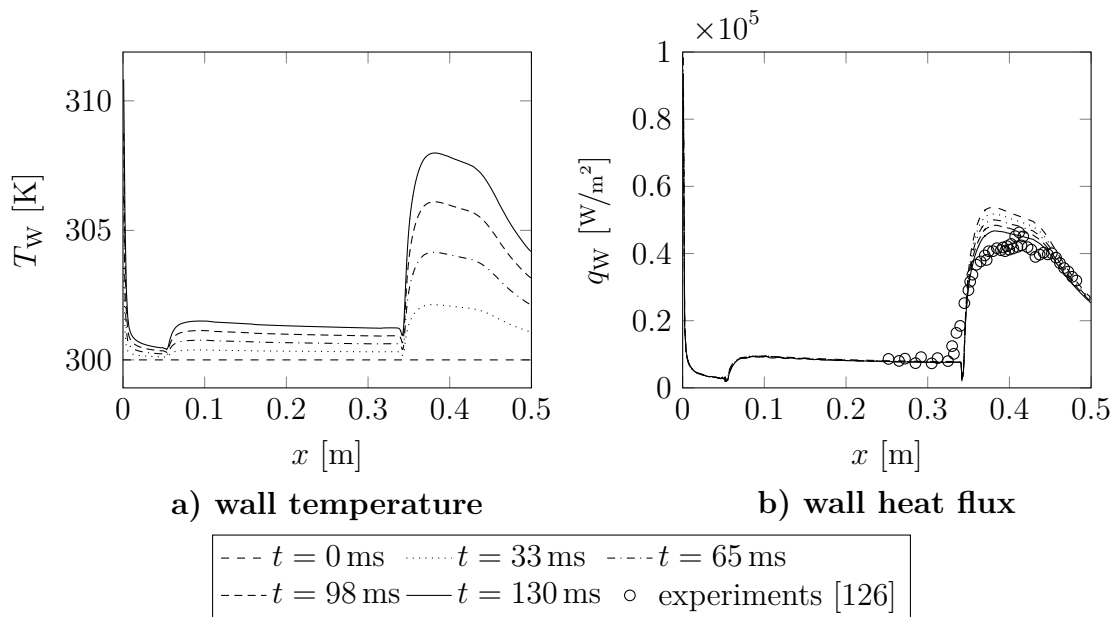 ×10^5
310
305
300
T_W [K]
0 0.1 0.2 0.3 0.4 0.5
x [m]
a) wall temperature
1
0.8
0.6
0.4
0.2
0
q_W [W/m^2]
0 0.1 0.2 0.3 0.4 0.5
x [m]
b) wall heat flux
t = 0 ms t = 33 ms t = 65 ms
t = 98 ms t = 130 ms experiments [126]